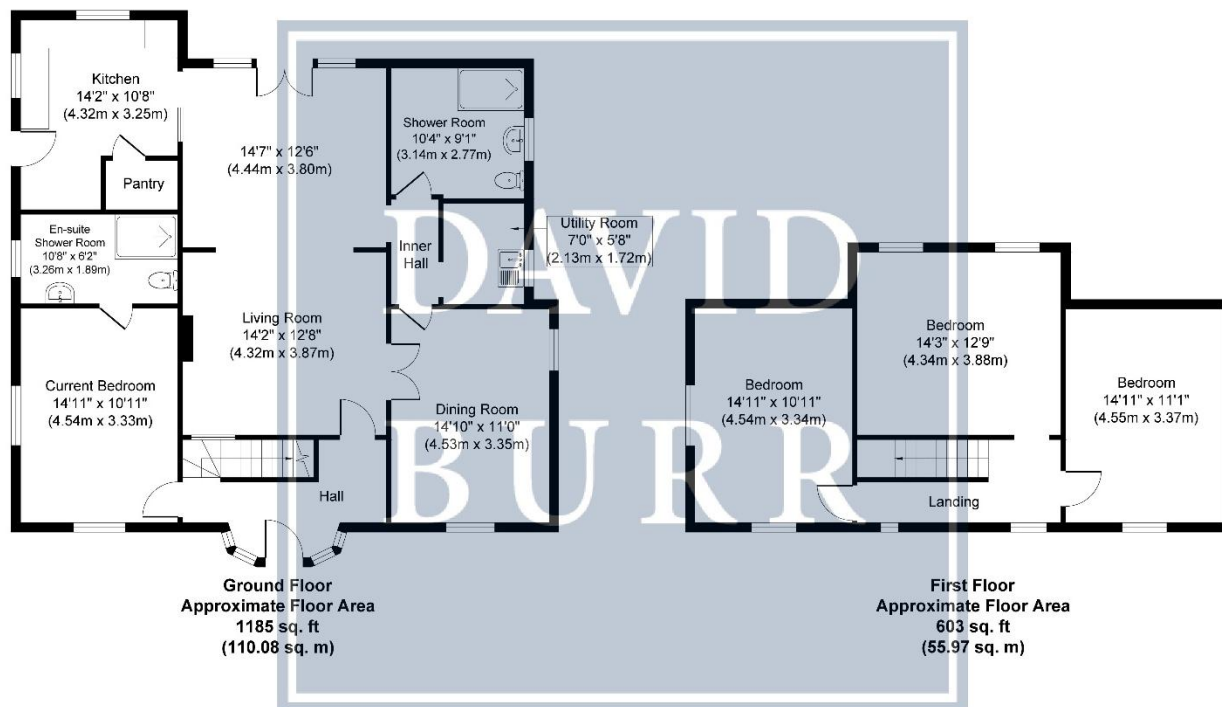 Kitchen
14'2" x 10'8"
(4.32m x 3.25m)
Pantry
14'7" x 12'6"
(4.44m x 3.80m)
Shower Room
10'4" x 9'1"
(3.14m x 2.77m)
En-suite
Shower Room
10'8" x 6'2"
(3.26m x 1.89m)
Inner
Hall
Utility Room
7'0" x 5'8"
(2.13m x 1.72m)
DAVID
BURR
Living Room
14'2" x 12'8"
(4.32m x 3.87m)
Current Bedroom
14'11" x 10'11"
(4.54m x 3.33m)
Dining Room
14'10" x 11'0"
(4.53m x 3.35m)
Hall
Bedroom
14'11" x 10'11"
(4.54m x 3.34m)
Bedroom
14'3" x 12'9"
(4.34m x 3.88m)
Bedroom
14'11" x 11'1"
(4.55m x 3.37m)
Landing
Ground Floor
Approximate Floor Area
1185 sq. ft
(110.08 sq. m)
First Floor
Approximate Floor Area
603 sq. ft
(55.97 sq. m)